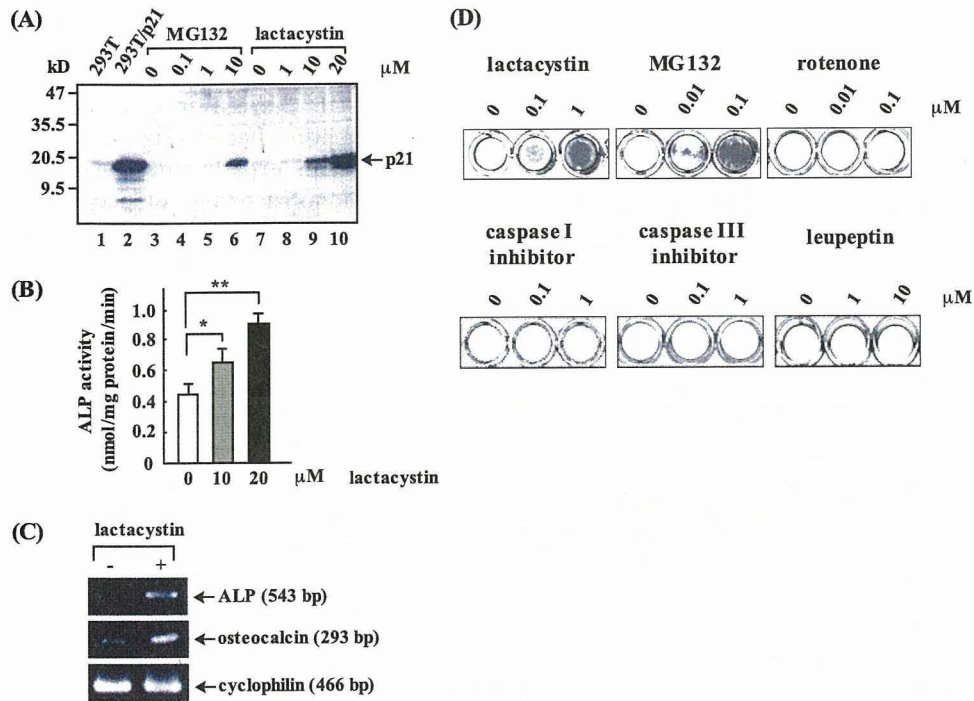 (A)
293T 293T/p21 MG132 lactacystin
0 0.1 1 10 0 1 10 20 μM
kD
47
35.5
20.5
9.5
p21
1 2 3 4 5 6 7 8 9 10
(B)
ALP activity
(nmol/mg protein/min)
1.0
0.8
0.6
0.4
0.2
0
*
**
0 10 20 μM lactacystin
(C)
lactacystin
- +
ALP (543 bp)
osteocalcin (293 bp)
cyclophilin (466 bp)
(D)
lactacystin MG132 rotenone
0 0.1 1 0 0.01 0.1 0 0.01 0.1 μM
caspase I inhibitor
caspase III inhibitor
leupeptin
0 0.1 1 0 0.1 1 0 1 10 μM